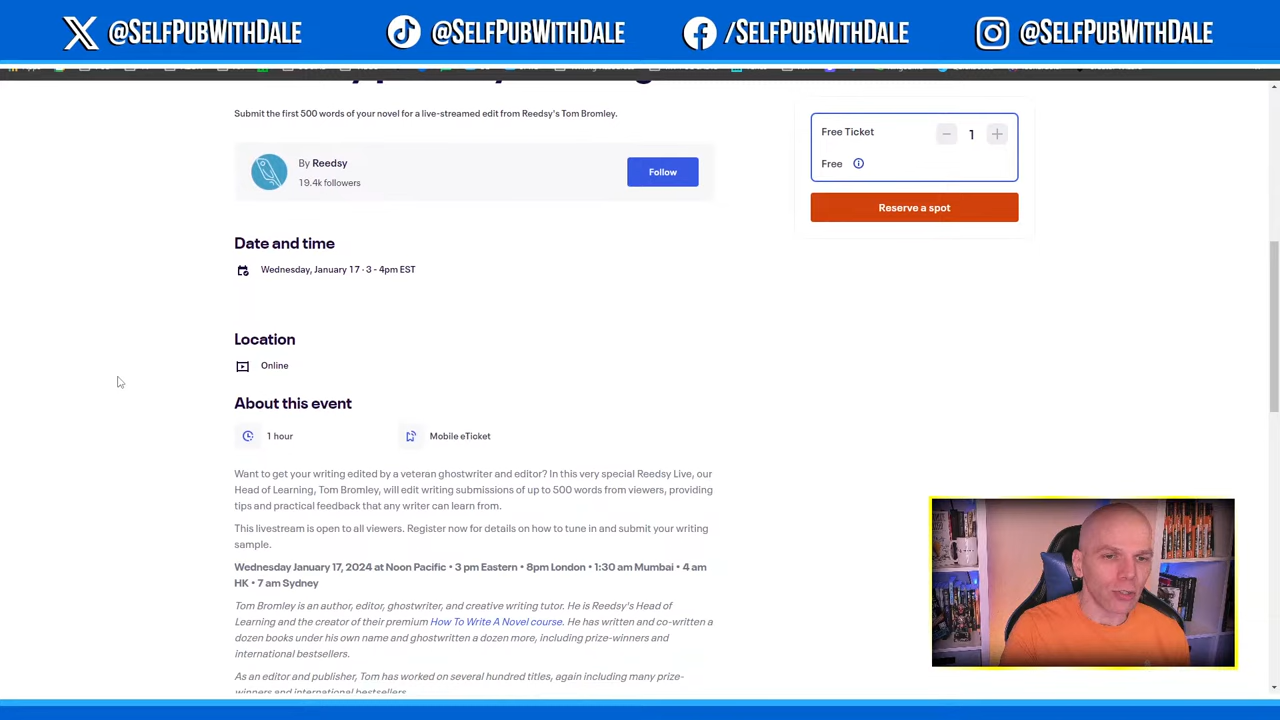 @SELFPUBWITHDALE @SELFPUBWITHDALE /SELFPUBWITHDALE @SELFPUBWITHDALE
Submit the first 500 words of your novel for a live-streamed edit from Reedsy's Tom Bromley.
Free Ticket 1
Free
By Reedsy
19.4k followers
Follow
Reserve a spot
Date and time
Wednesday, January 17 · 3 - 4pm EST
Location
Online
About this event
1 hour
Mobile eTicket
Want to get your writing edited by a veteran ghostwriter and editor? In this very special Reedsy Live, our
Head of Learning, Tom Bromley, will edit writing submissions of up to 500 words from viewers, providing
tips and practical feedback that any writer can learn from.
This livestream is open to all viewers. Register now for details on how to tune in and submit your writing
sample.
Wednesday January 17, 2024 at Noon Pacific • 3 pm Eastern • 8pm London • 1:30 am Mumbai • 4 am
HK • 7 am Sydney
Tom Bromley is an author, editor, ghostwriter, and creative writing tutor. He is Reedsy's Head of
Learning and the creator of their premium How To Write A Novel course. He has written and co-written a
dozen books under his own name and ghostwritten a dozen more, including prize-winners and
international bestsellers.
As an editor and publisher, Tom has worked on several hundred titles, again including many prize-
winners and international bestsellers.